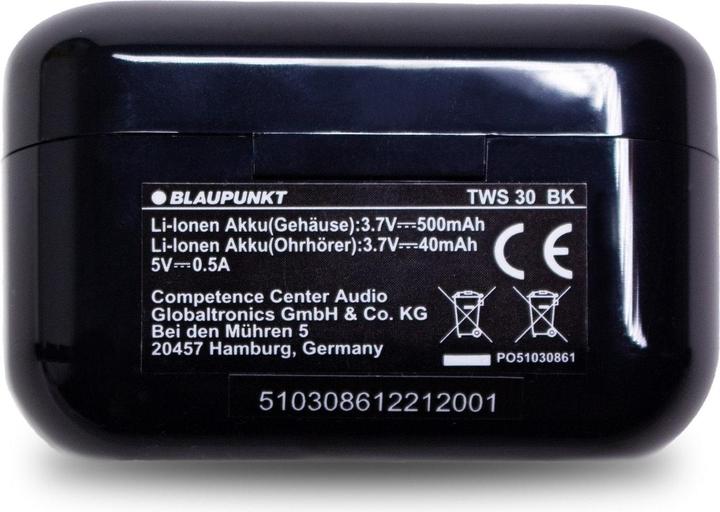 BLAUPUNKT TWS 30 BK
Li-Ionen Akku(Gehäuse):3.7V⎓500mAh
Li-Ionen Akku(Ohrhörer):3.7V⎓40mAh
5V⎓0.5A
CE
Competence Center Audio
Globaltronics GmbH & Co. KG
Bei den Mühren 5
20457 Hamburg, Germany
PO51030861
510308612212001